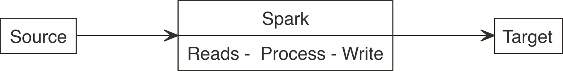 Source
Spark
Reads -  Process - Write
Target